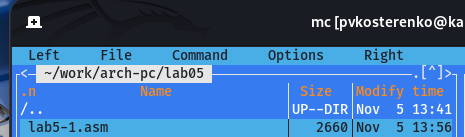 mc [pvkosterenko@ka
Left File Command Options Right
<─ ~/work/arch-pc/lab05 ─.[^]>
.n Name Size Modify time
/.. UP--DIR Nov 5 13:41
lab5-1.asm 2660 Nov 5 13:56